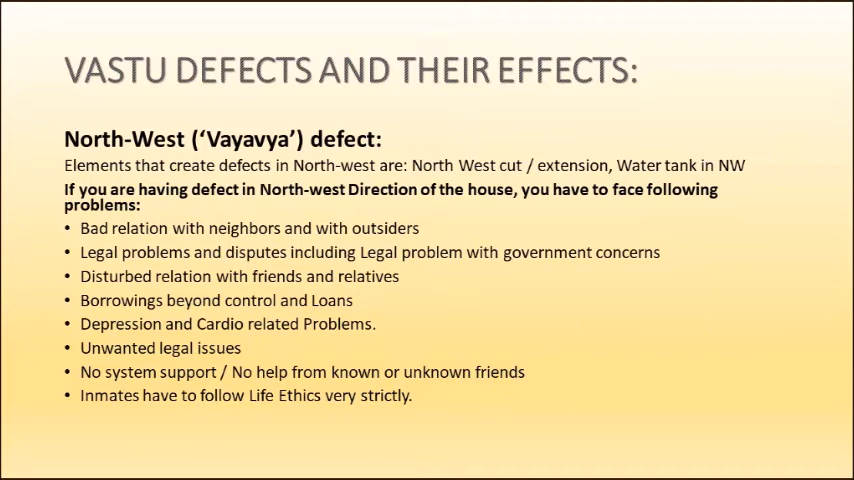 VASTU DEFECTS AND THEIR EFFECTS:
North-West (‘Vayavya’) defect:
Elements that create defects in North-west are: North West cut / extension, Water tank in NW
If you are having defect in North-west Direction of the house, you have to face following
problems:
• Bad relation with neighbors and with outsiders
• Legal problems and disputes including Legal problem with government concerns
• Disturbed relation with friends and relatives
• Borrowings beyond control and Loans
• Depression and Cardio related Problems.
• Unwanted legal issues
• No system support / No help from known or unknown friends
• Inmates have to follow Life Ethics very strictly.